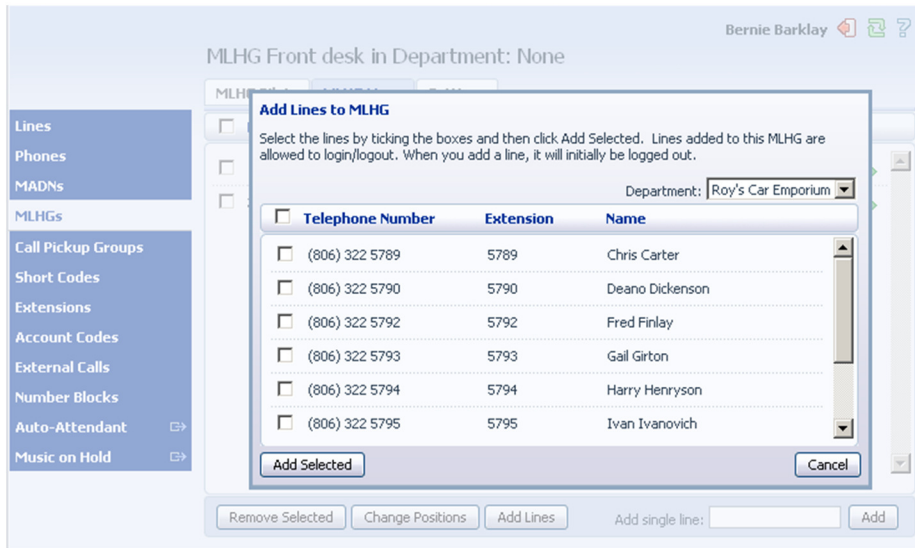 Bernie Barklay
MLHG Front desk in Department: None
Lines
Phones
MADNs
MLHGs
Call Pickup Groups
Short Codes
Extensions
Account Codes
External Calls
Number Blocks
Auto-Attendant
Music on Hold
Add Lines to MLHG
Select the lines by ticking the boxes and then click Add Selected. Lines added to this MLHG are
allowed to login/logout. When you add a line, it will initially be logged out.
Department: Roy's Car Emporium
Telephone Number Extension Name
(806) 322 5789 5789 Chris Carter
(806) 322 5790 5790 Deano Dickenson
(806) 322 5792 5792 Fred Finlay
(806) 322 5793 5793 Gail Girton
(806) 322 5794 5794 Harry Henryson
(806) 322 5795 5795 Ivan Ivanovich
Add Selected Cancel
Remove Selected Change Positions Add Lines Add single line: Add